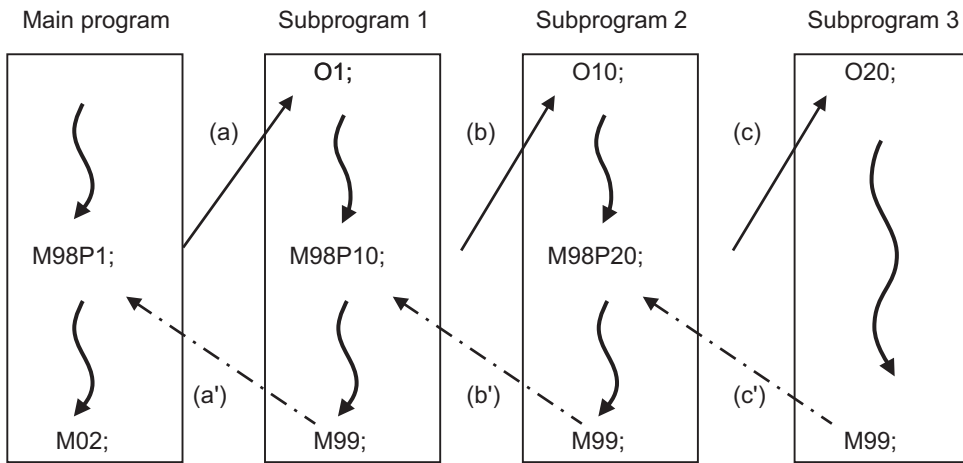 Main program Subprogram 1 Subprogram 2 Subprogram 3
O1; O10; O20;
(a) (b) (c)
M98P1; M98P10; M98P20;
(a') (b') (c')
M02; M99; M99; M99;